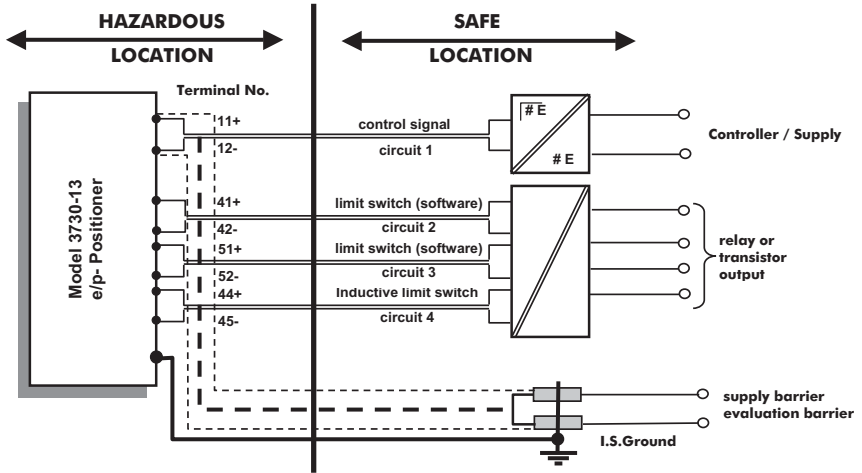 HAZARDOUS
LOCATION
SAFE
LOCATION
Terminal No.
Model 3730-13
e/p- Positioner
11+
12-
control signal
circuit 1
# E
# E
Controller / Supply
41+
42-
limit switch (software)
circuit 2
51+
52-
limit switch (software)
circuit 3
44+
45-
Inductive limit switch
circuit 4
relay or
transistor
output
supply barrier
evaluation barrier
I.S.Ground